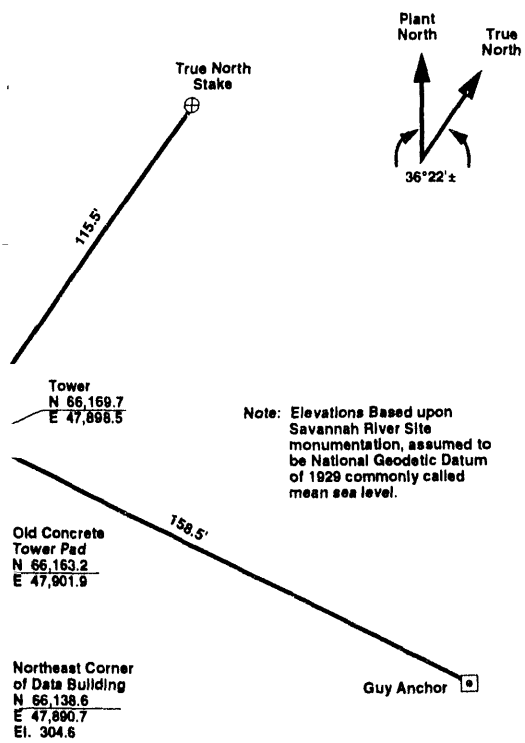 Plant
North
True
North
True North
Stake
36°22'±
115.5'
Tower
N 66,169.7
E 47,898.5
Note: Elevations Based upon
Savannah River Site
monumentation, assumed to
be National Geodetic Datum
of 1929 commonly called
mean sea level.
158.5'
Old Concrete
Tower Pad
N 66,163.2
E 47,901.9
Northeast Corner
of Data Building
N 66,138.6
E 47,890.7
El. 304.6
Guy Anchor